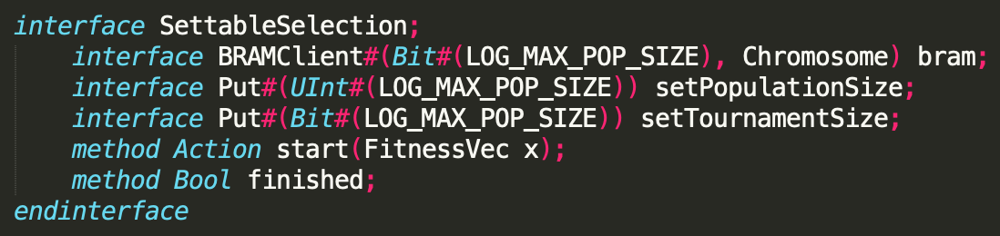 interface SettableSelection;
    interface BRAMClient#(Bit#(LOG_MAX_POP_SIZE), Chromosome) bram;
    interface Put#(UInt#(LOG_MAX_POP_SIZE)) setPopulationSize;
    interface Put#(Bit#(LOG_MAX_POP_SIZE)) setTournamentSize;
    method Action start(FitnessVec x);
    method Bool finished;
endinterface